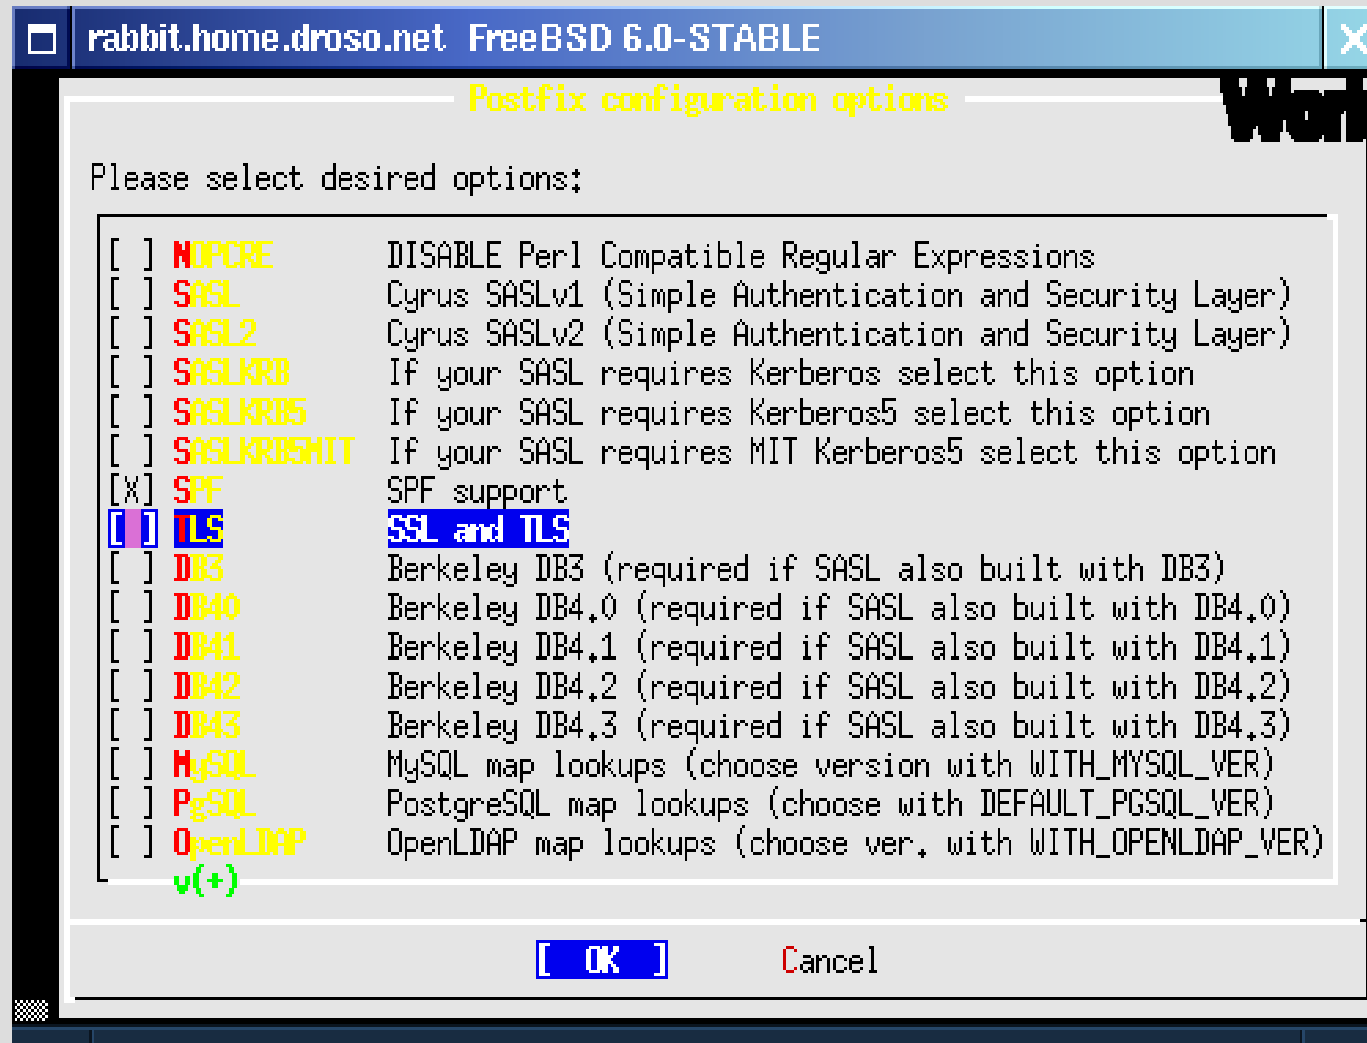 rabbit.home.droso.net FreeBSD 6.0-STABLE
Postfix configuration options
Please select desired options:
[ ] NOPCRE DISABLE Perl Compatible Regular Expressions
[ ] SASL Cyrus SASLv1 (Simple Authentication and Security Layer)
[ ] SASL2 Cyrus SASLv2 (Simple Authentication and Security Layer)
[ ] SASLKRB If your SASL requires Kerberos select this option
[ ] SASLKRB5 If your SASL requires Kerberos5 select this option
[ ] SASLKRB5MIT If your SASL requires MIT Kerberos5 select this option
[X] SPF SPF support
[ ] TLS SSL and TLS
[ ] DB3 Berkeley DB3 (required if SASL also built with DB3)
[ ] DB40 Berkeley DB4.0 (required if SASL also built with DB4.0)
[ ] DB41 Berkeley DB4.1 (required if SASL also built with DB4.1)
[ ] DB42 Berkeley DB4.2 (required if SASL also built with DB4.2)
[ ] DB43 Berkeley DB4.3 (required if SASL also built with DB4.3)
[ ] MySQL MySQL map lookups (choose version with WITH_MYSQL_VER)
[ ] PgSQL PostgreSQL map lookups (choose with DEFAULT_PGSQL_VER)
[ ] OpenLDAP OpenLDAP map lookups (choose ver. with WITH_OPENLDAP_VER)
v(+)
[ OK ] Cancel